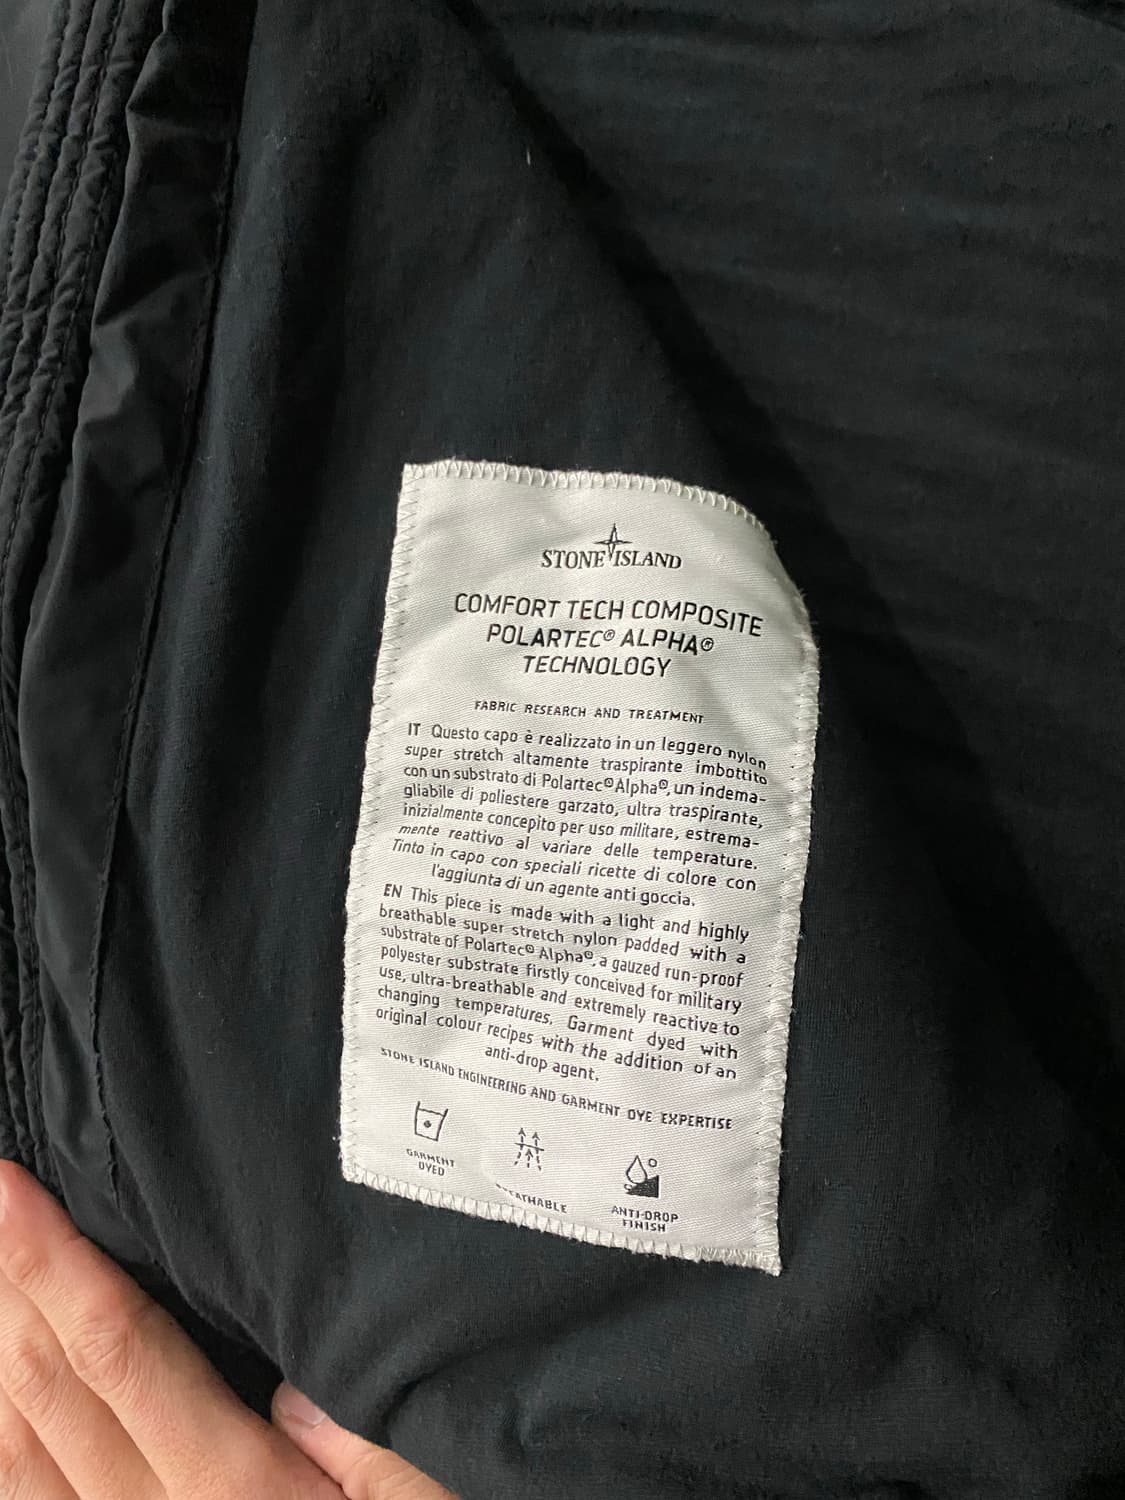 STONE ISLAND
COMFORT TECH COMPOSITE
POLARTEC® ALPHA®
TECHNOLOGY
FABRIC RESEARCH AND TREATMENT
IT Questo capo è realizzato in un leggero nylon
super stretch altamente traspirante imbottito
con un substrato di Polartec®Alpha®, un indema-
gliabile di poliestere garzato, ultra traspirante,
inizialmente concepito per uso militare, estrema-
mente reattivo al variare delle temperature.
Tinto in capo con speciali ricette di colore con
l'aggiunta di un agente anti goccia.
EN This piece is made with a light and highly
breathable super stretch nylon padded with a
substrate of Polartec® Alpha®, a gauzed run-proof
polyester substrate firstly conceived for military
use, ultra-breathable and extremely reactive to
changing temperatures. Garment dyed with
original colour recipes with the addition of an
anti-drop agent.
STONE ISLAND ENGINEERING AND GARMENT DYE EXPERTISE
GARMENT
DYED
BREATHABLE
ANTI-DROP
FINISH